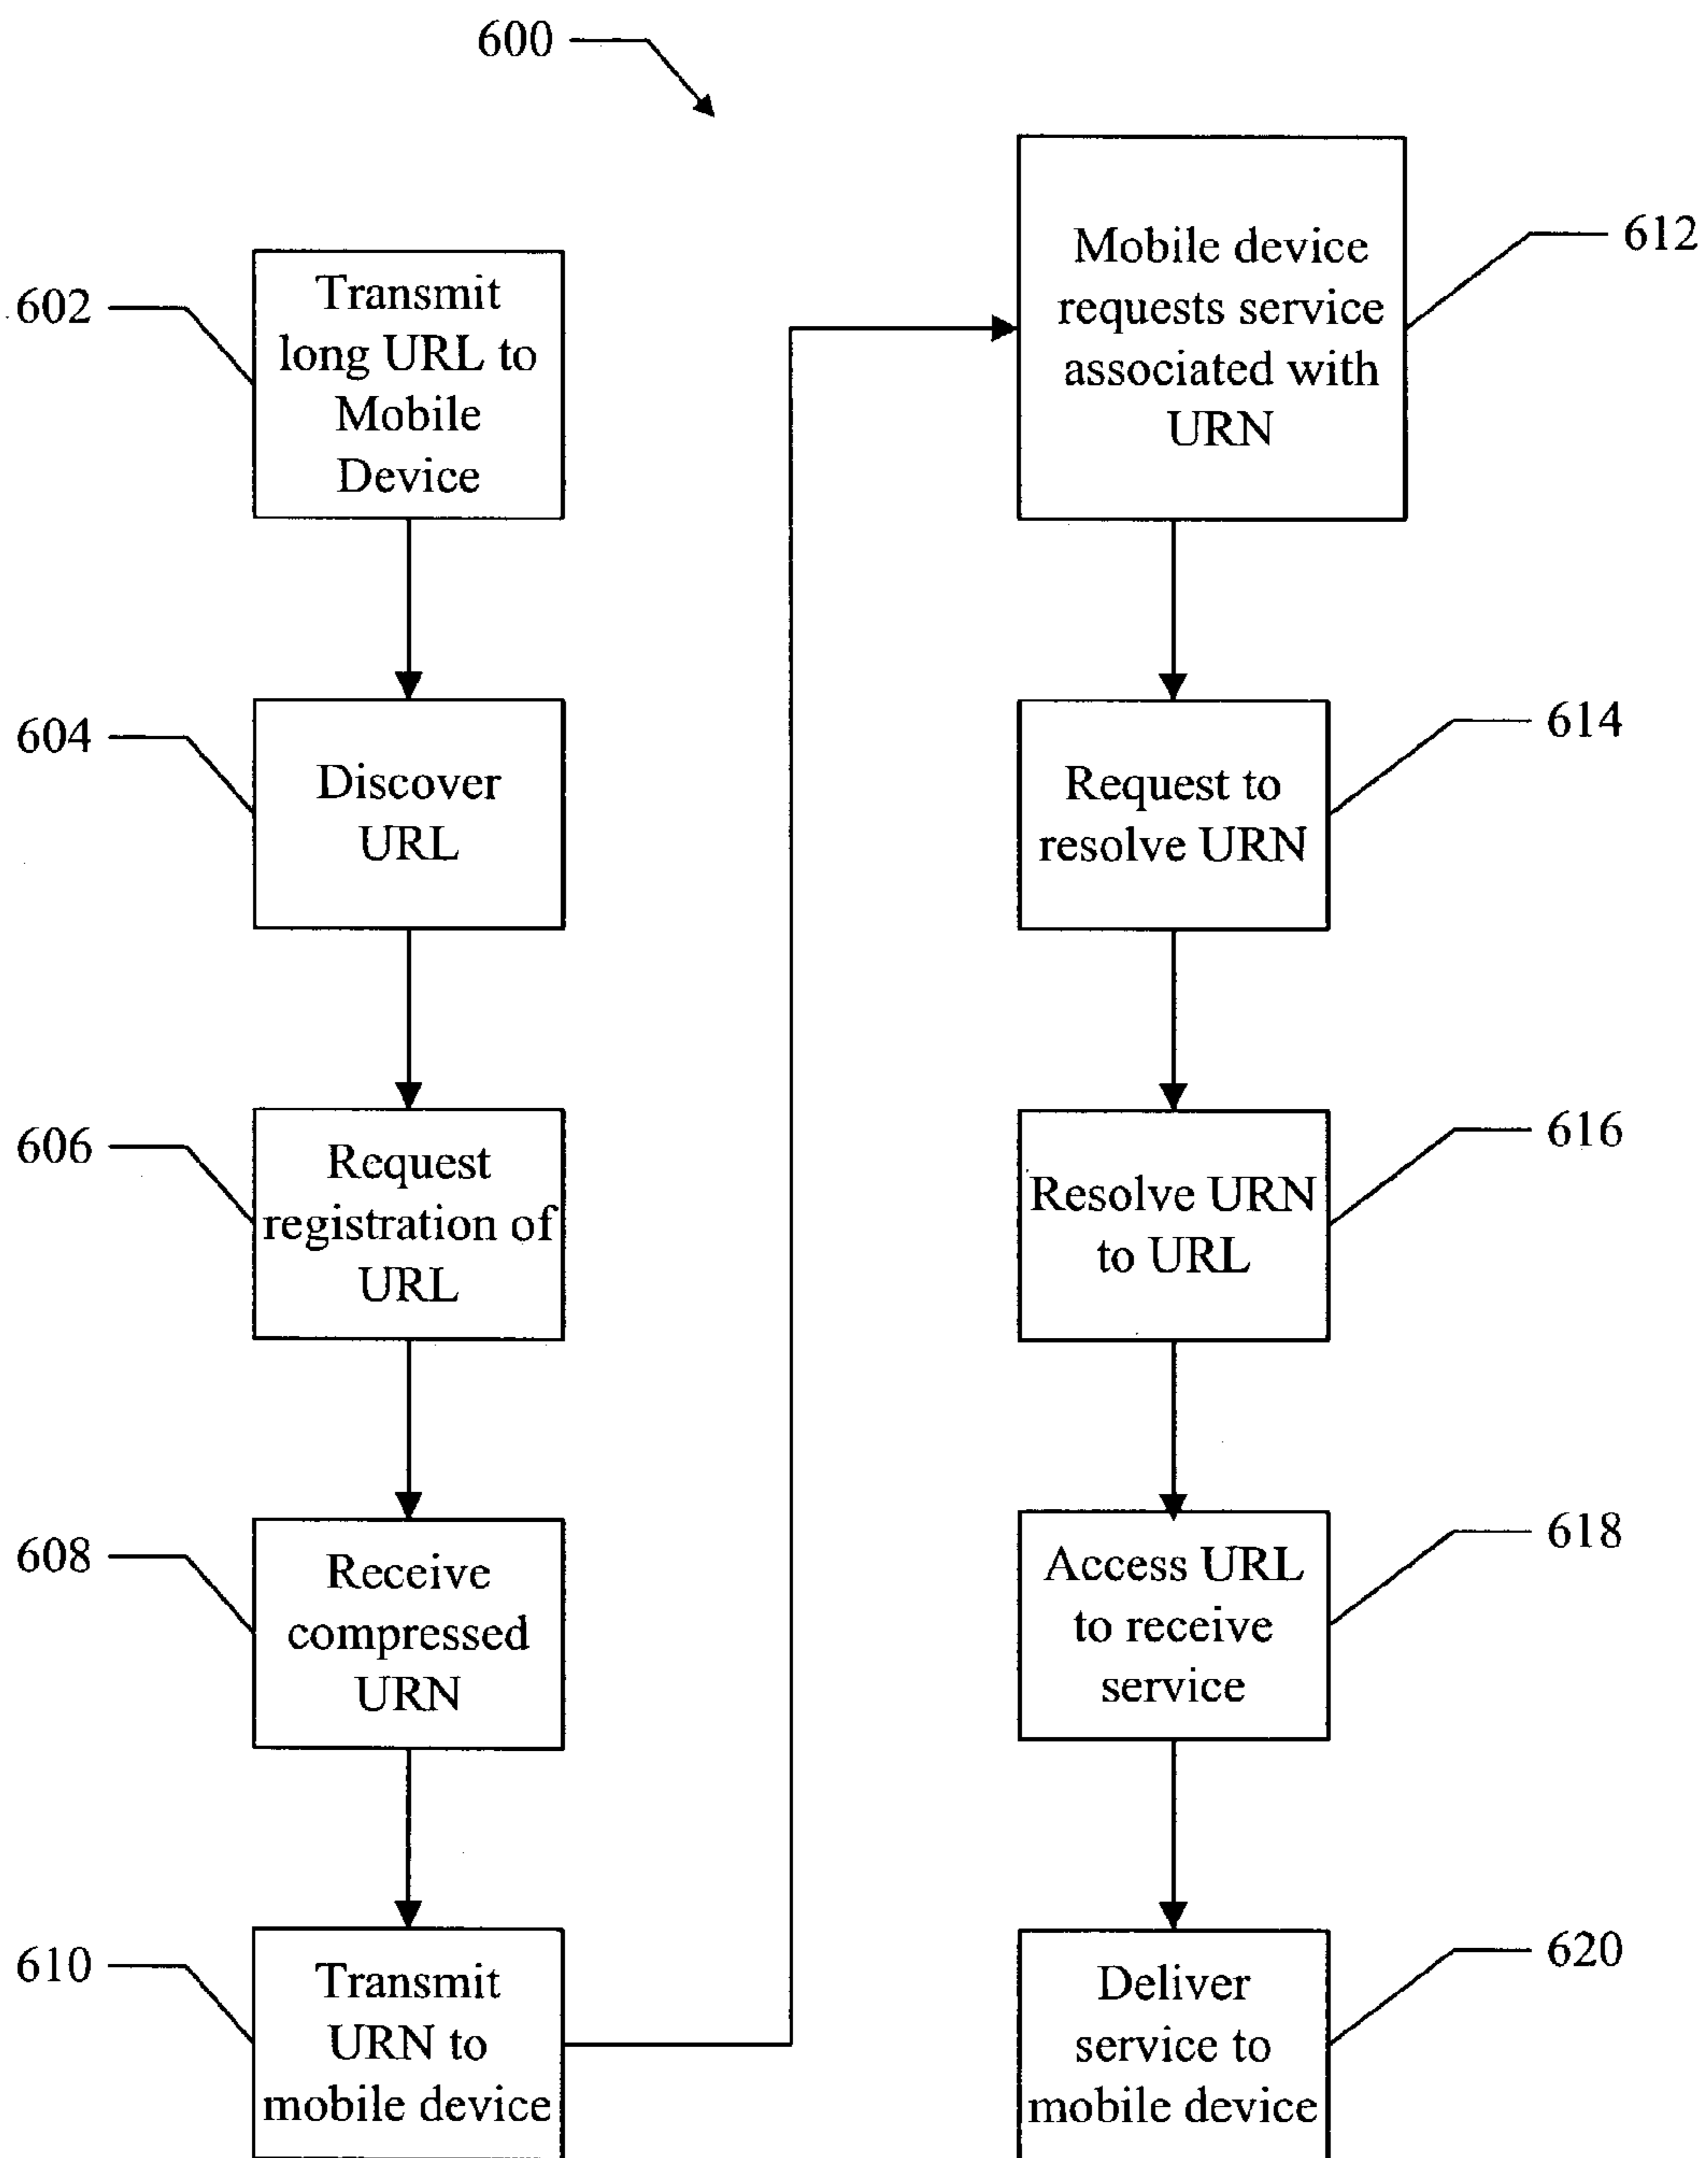 600
602
Transmit
long URL to
Mobile
Device
604
Discover
URL
606
Request
registration of
URL
608
Receive
compressed
URN
610
Transmit
URN to
mobile device
612
Mobile device
requests service
associated with
URN
614
Request to
resolve URN
616
Resolve URN
to URL
618
Access URL
to receive
service
620
Deliver
service to
mobile device